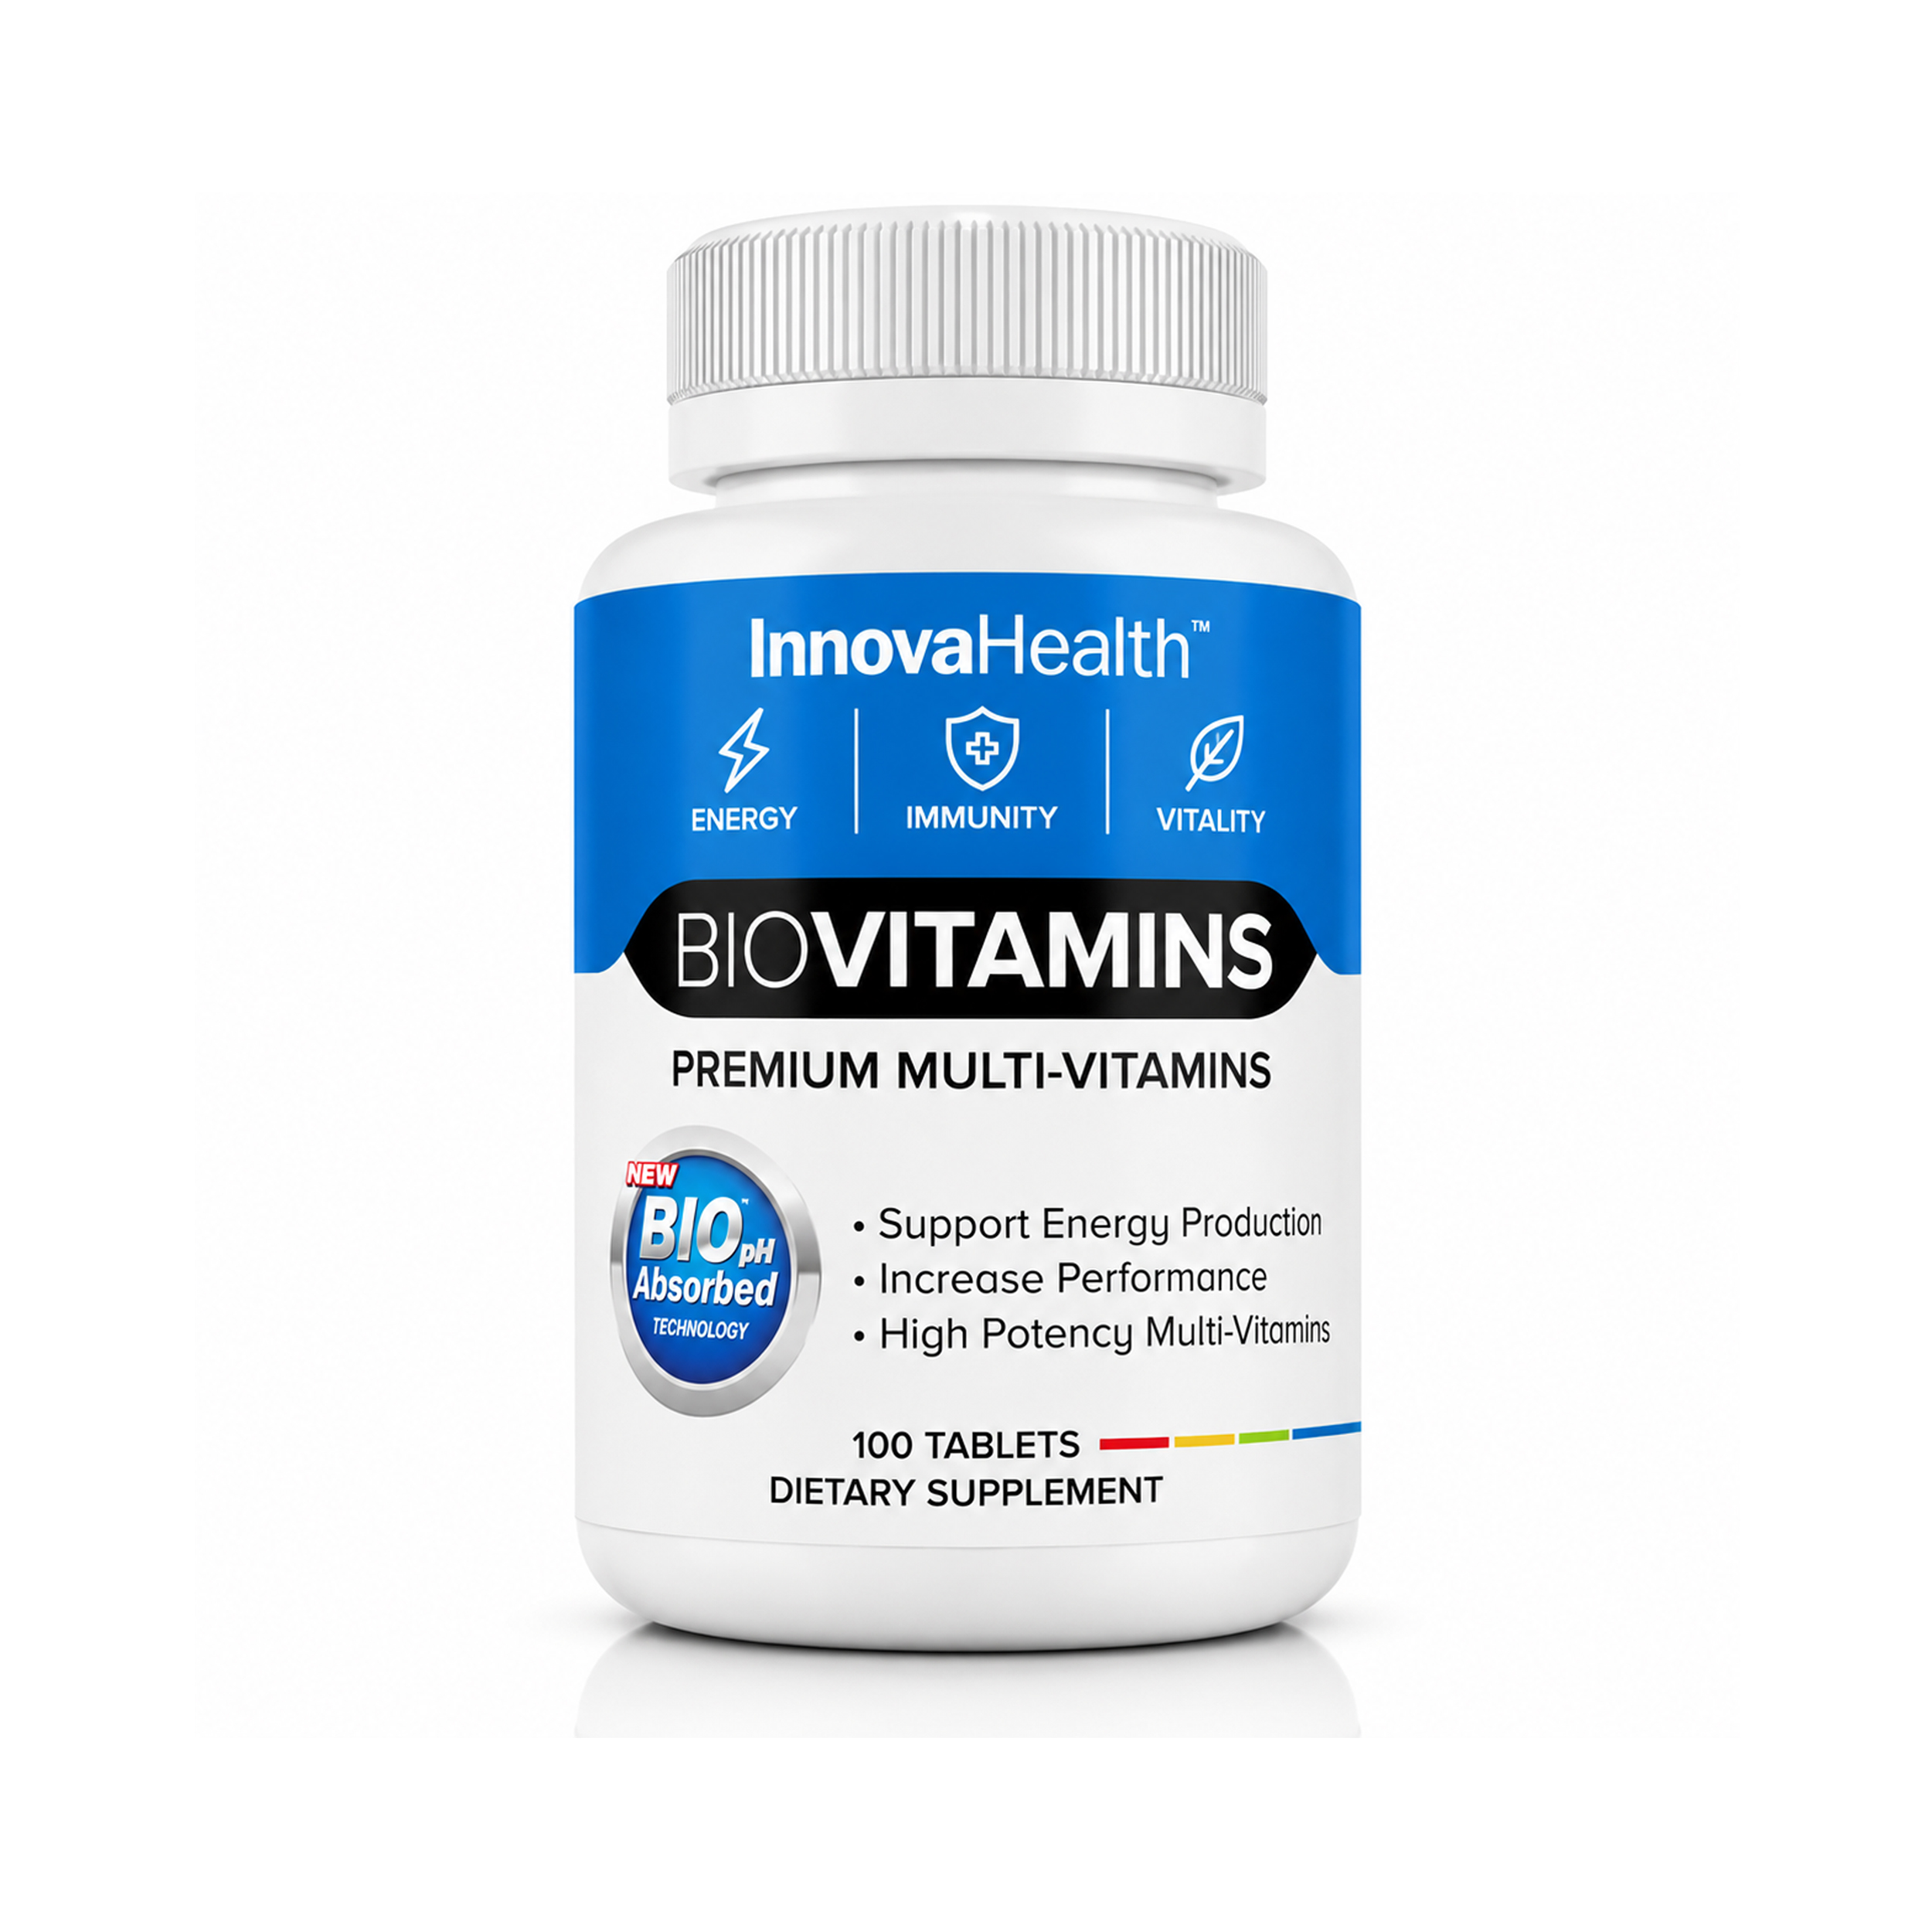 InnovaHealth™
ENERGY
IMMUNITY
VITALITY
BIOVITAMINS
PREMIUM MULTI-VITAMINS
NEW
BIO™pH
Absorbed
TECHNOLOGY
• Support Energy Production
• Increase Performance
• High Potency Multi-Vitamins
100 TABLETS
DIETARY SUPPLEMENT